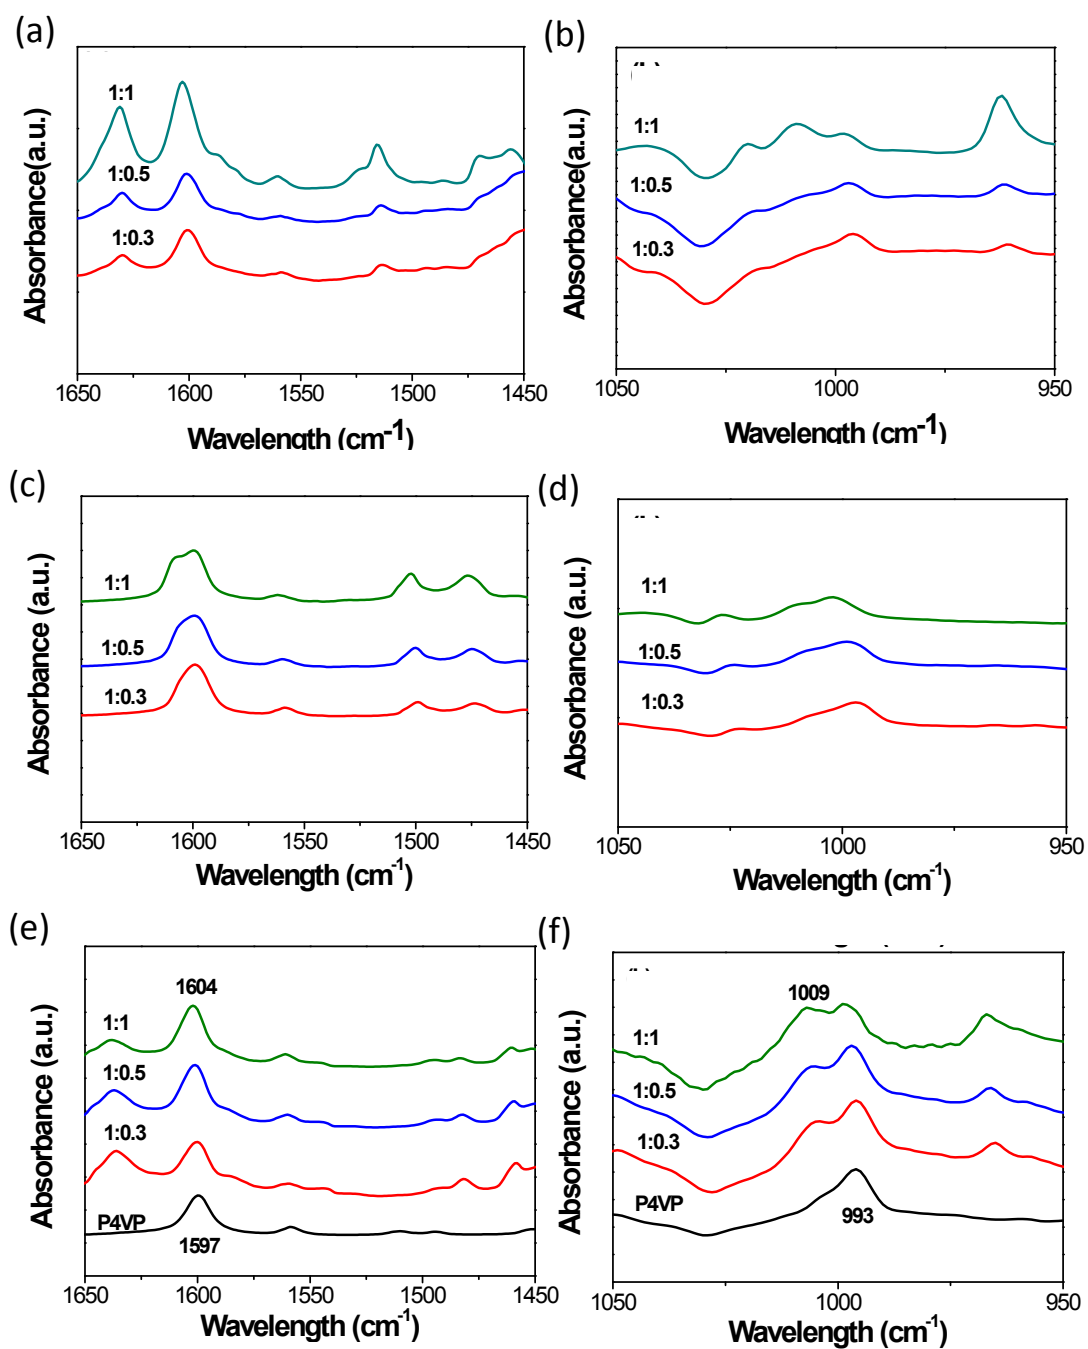 (a)
Absorbance(a.u.)
1:1
1:0.5
1:0.3
1650 1600 1550 1500 1450
Wavelength (cm-1)
(b)
Absorbance(a.u.)
1:1
1:0.5
1:0.3
1050 1000 950
Wavelength (cm-1)
(c)
Absorbance (a.u.)
1:1
1:0.5
1:0.3
1650 1600 1550 1500 1450
Wavelength (cm-1)
(d)
Absorbance (a.u.)
1:1
1:0.5
1:0.3
1050 1000 950
Wavelength (cm-1)
(e)
Absorbance (a.u.)
1604
1:1
1:0.5
1:0.3
P4VP
1597
1650 1600 1550 1500 1450
Wavelength (cm-1)
(f)
Absorbance (a.u.)
1009
1:1
1:0.5
1:0.3
P4VP
993
1050 1000 950
Wavelength (cm-1)